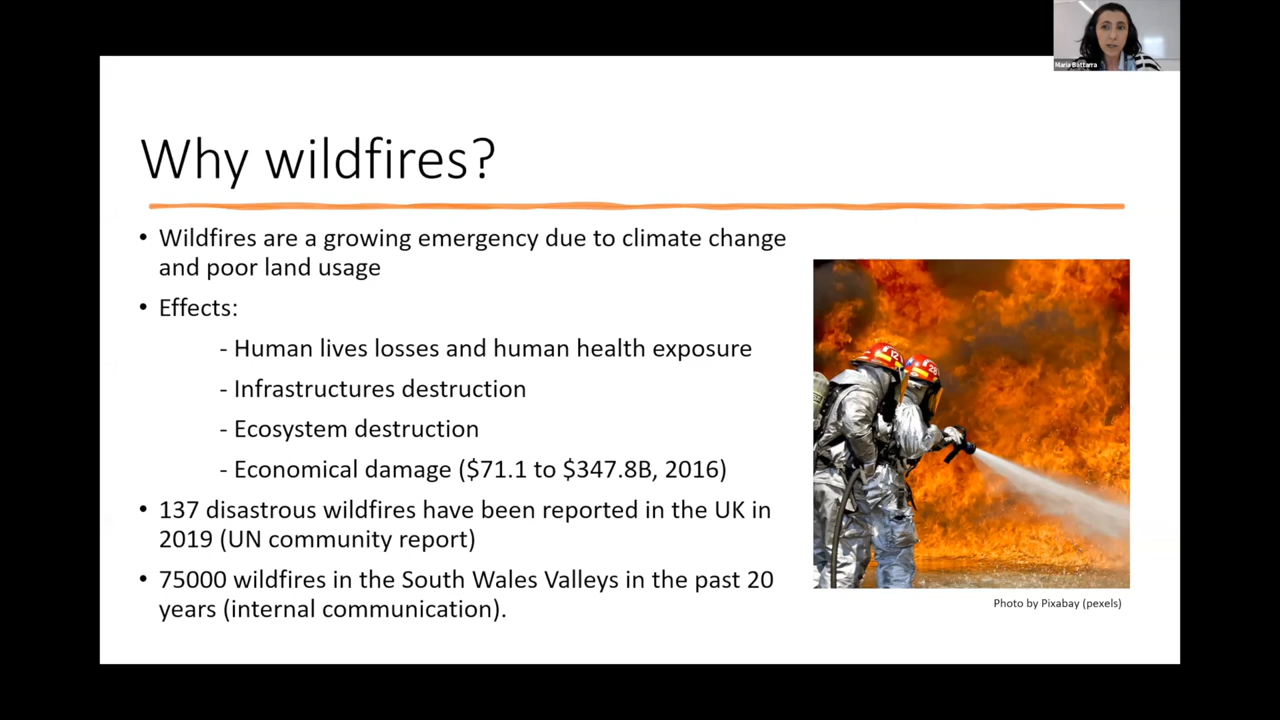 Maria Battarra
Why wildfires?
• Wildfires are a growing emergency due to climate change
and poor land usage
• Effects:
- Human lives losses and human health exposure
- Infrastructures destruction
- Ecosystem destruction
- Economical damage ($71.1 to $347.8B, 2016)
• 137 disastrous wildfires have been reported in the UK in
2019 (UN community report)
• 75000 wildfires in the South Wales Valleys in the past 20
years (internal communication).
12
28
Photo by Pixabay (pexels)